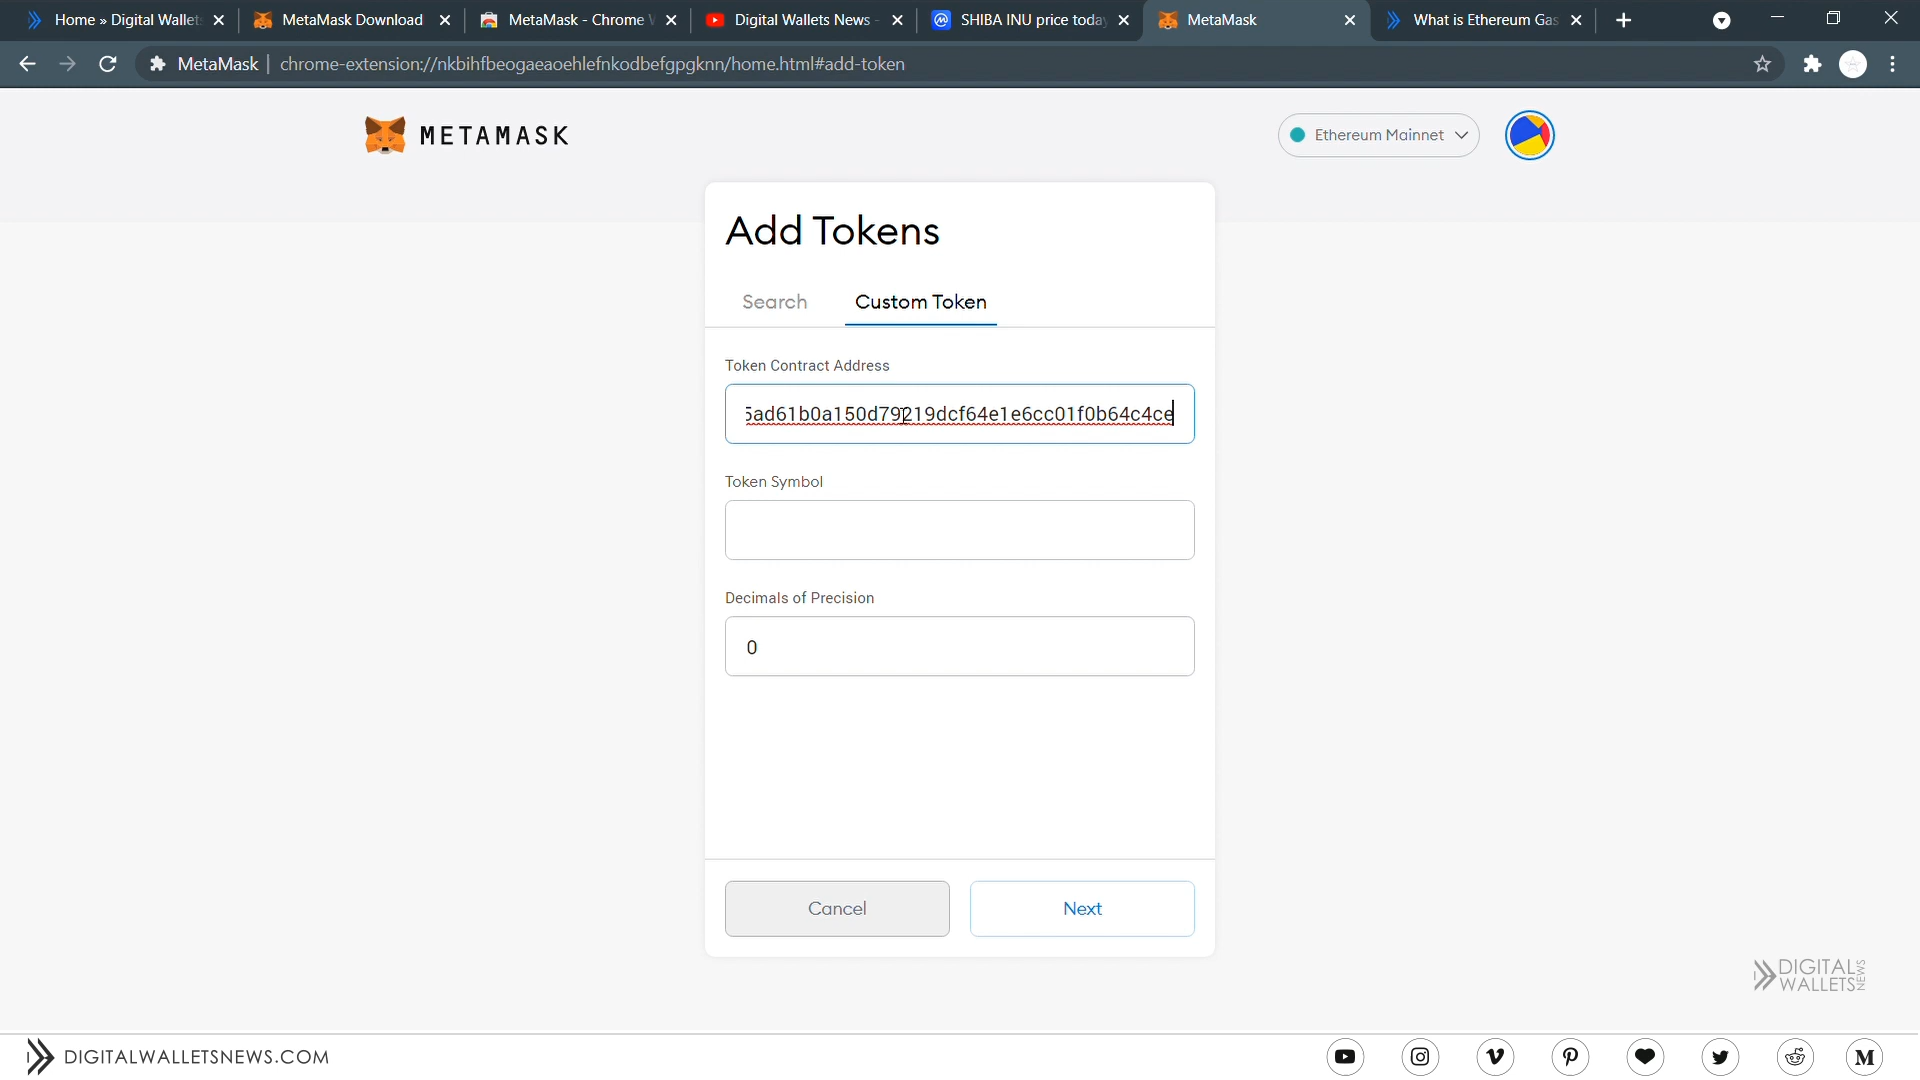 Home » Digital Wallet
MetaMask Download
MetaMask - Chrome
Digital Wallets News -
SHIBA INU price today
MetaMask
What is Ethereum Gas
MetaMask | chrome-extension://nkbihfbeogaeaoehlefnkodbefgpgknn/home.html#add-token
METAMASK
Ethereum Mainnet
Add Tokens
Search
Custom Token
Token Contract Address
5ad61b0a150d79219dcf64e1e6cc01f0b64c4ce
Token Symbol
Decimals of Precision
0
Cancel
Next
DIGITAL
WALLETS
NEWS
DIGITALWALLETSNEWS.COM